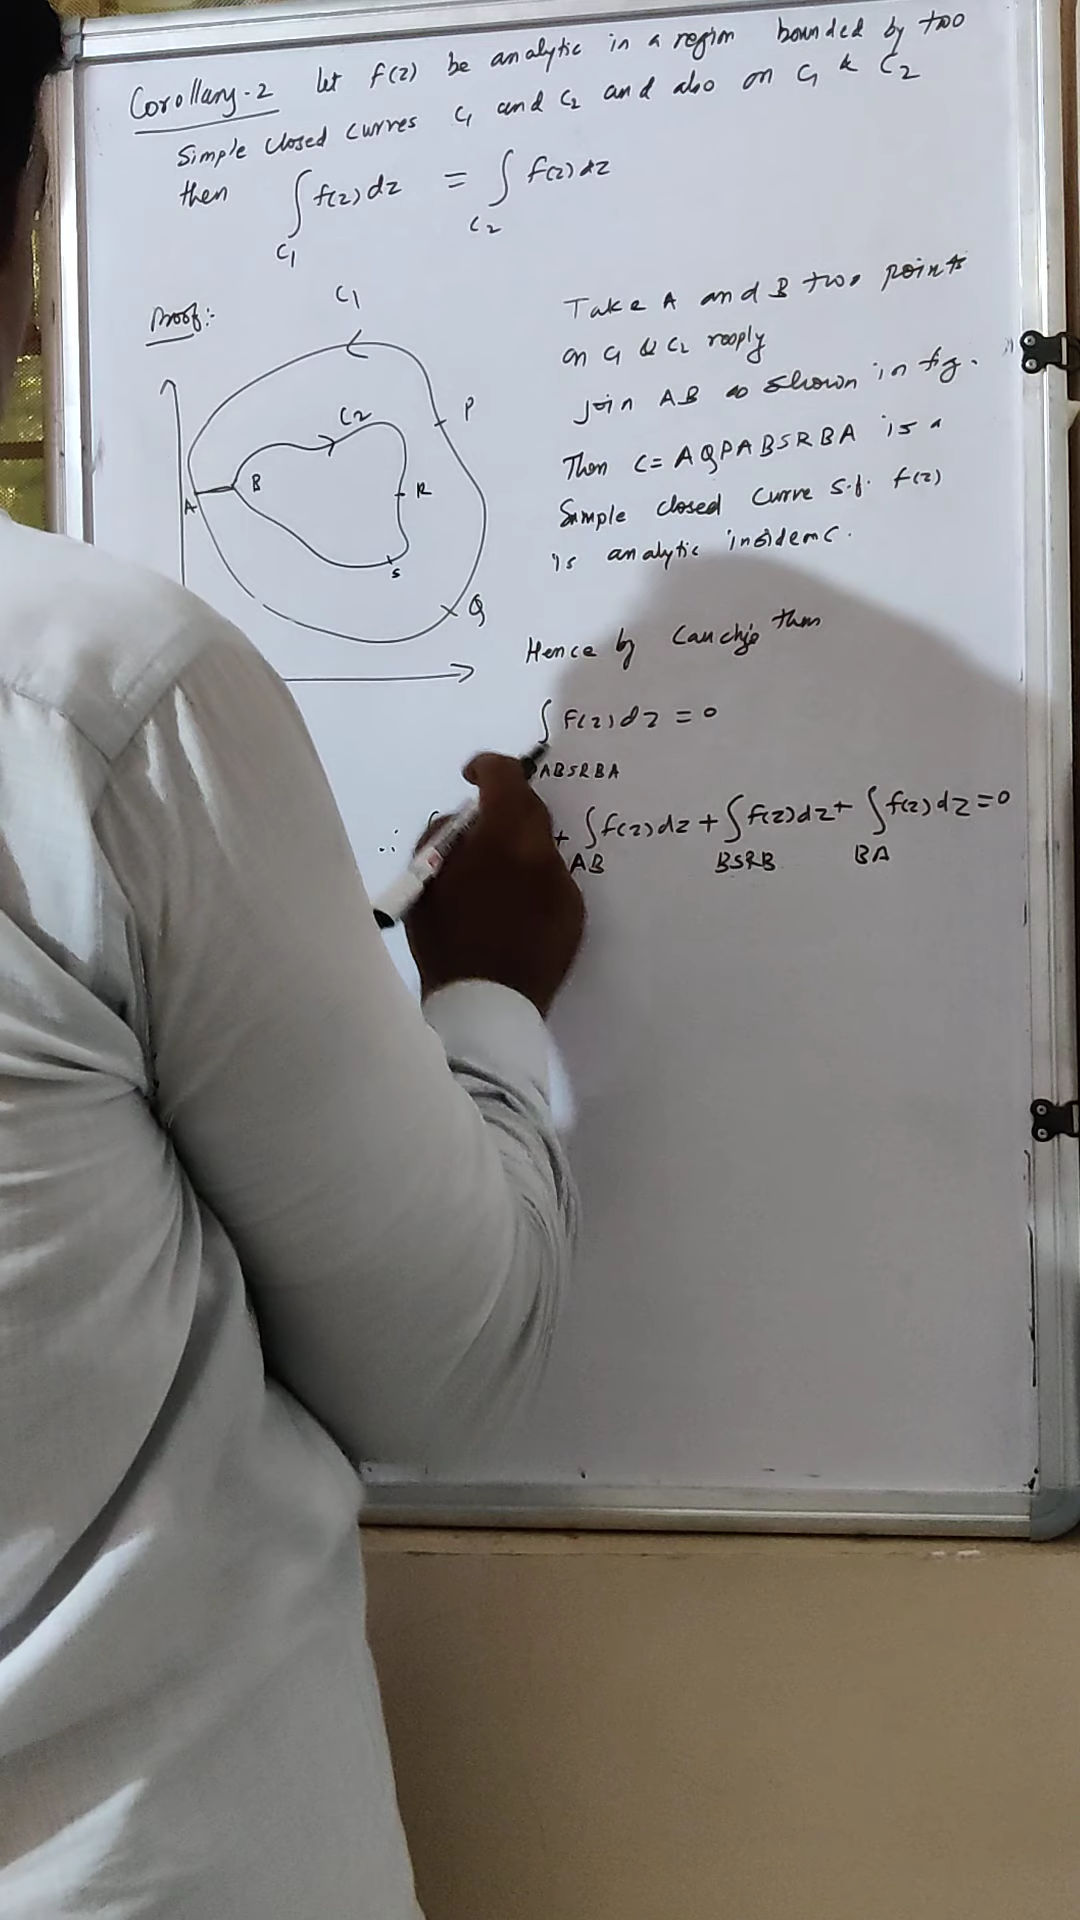 Corollary-2 Let f(z) be analytic in a region bounded by two
Simple closed curves C1 and C2 and also on C1 & C2
then ∫C1 f(z) dz = ∫C2 f(z) dz
Proof:-
C1
C2
P
B
R
A
S
Q
Take A and B two points
on C1 & C2 resply
Join AB as shown in fig.
Then C = AQPABSRBA is a
Simple closed curve s.t. f(z)
is analytic
Hence by Cauchy's thm
∫ f(z) dz = 0
ABSRBA
∴ + ∫AB f(z) dz + ∫BSRB f(z) dz + ∫BA f(z) dz = 0